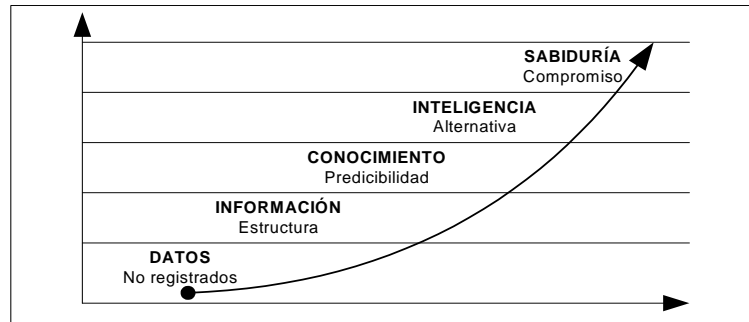 SABIDURÍA
Compromiso
INTELIGENCIA
Alternativa
CONOCIMIENTO
Predicibilidad
INFORMACIÓN
Estructura
DATOS
No registrados